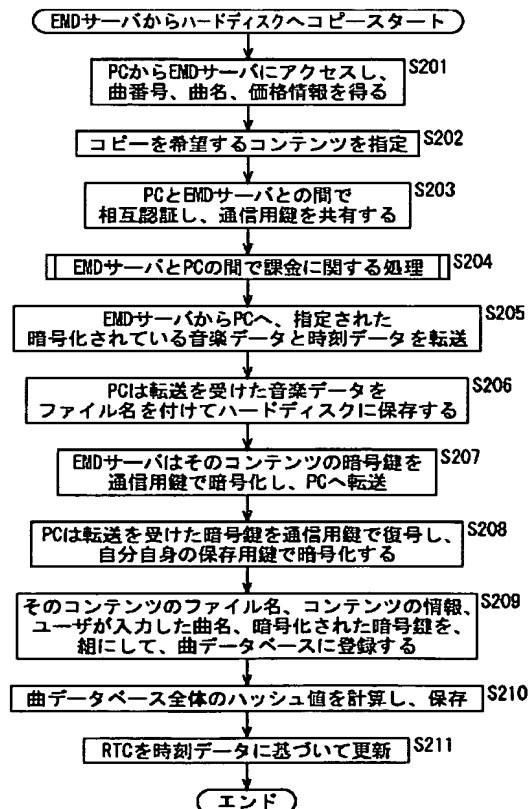 EMDサーバからハードディスクへコピースタート
PCからEMDサーバにアクセスし、
曲番号、曲名、価格情報を得る
S201
コピーを希望するコンテンツを指定
S202
PCとEMDサーバとの間で
相互認証し、通信用鍵を共有する
S203
EMDサーバとPCの間で課金に関する処理
S204
EMDサーバからPCへ、指定された
暗号化されている音楽データと時刻データを転送
S205
PCは転送を受けた音楽データを
ファイル名を付けてハードディスクに保存する
S206
EMDサーバはそのコンテンツの暗号鍵を
通信用鍵で暗号化し、PCへ転送
S207
PCは転送を受けた暗号鍵を通信用鍵で復号し、
自分自身の保存用鍵で暗号化する
S208
そのコンテンツのファイル名、コンテンツの情報、
ユーザが入力した曲名、暗号化された暗号鍵を、
組にして、曲データベースに登録する
S209
曲データベース全体のハッシュ値を計算し、保存
S210
RTCを時刻データに基づいて更新
S211
エンド